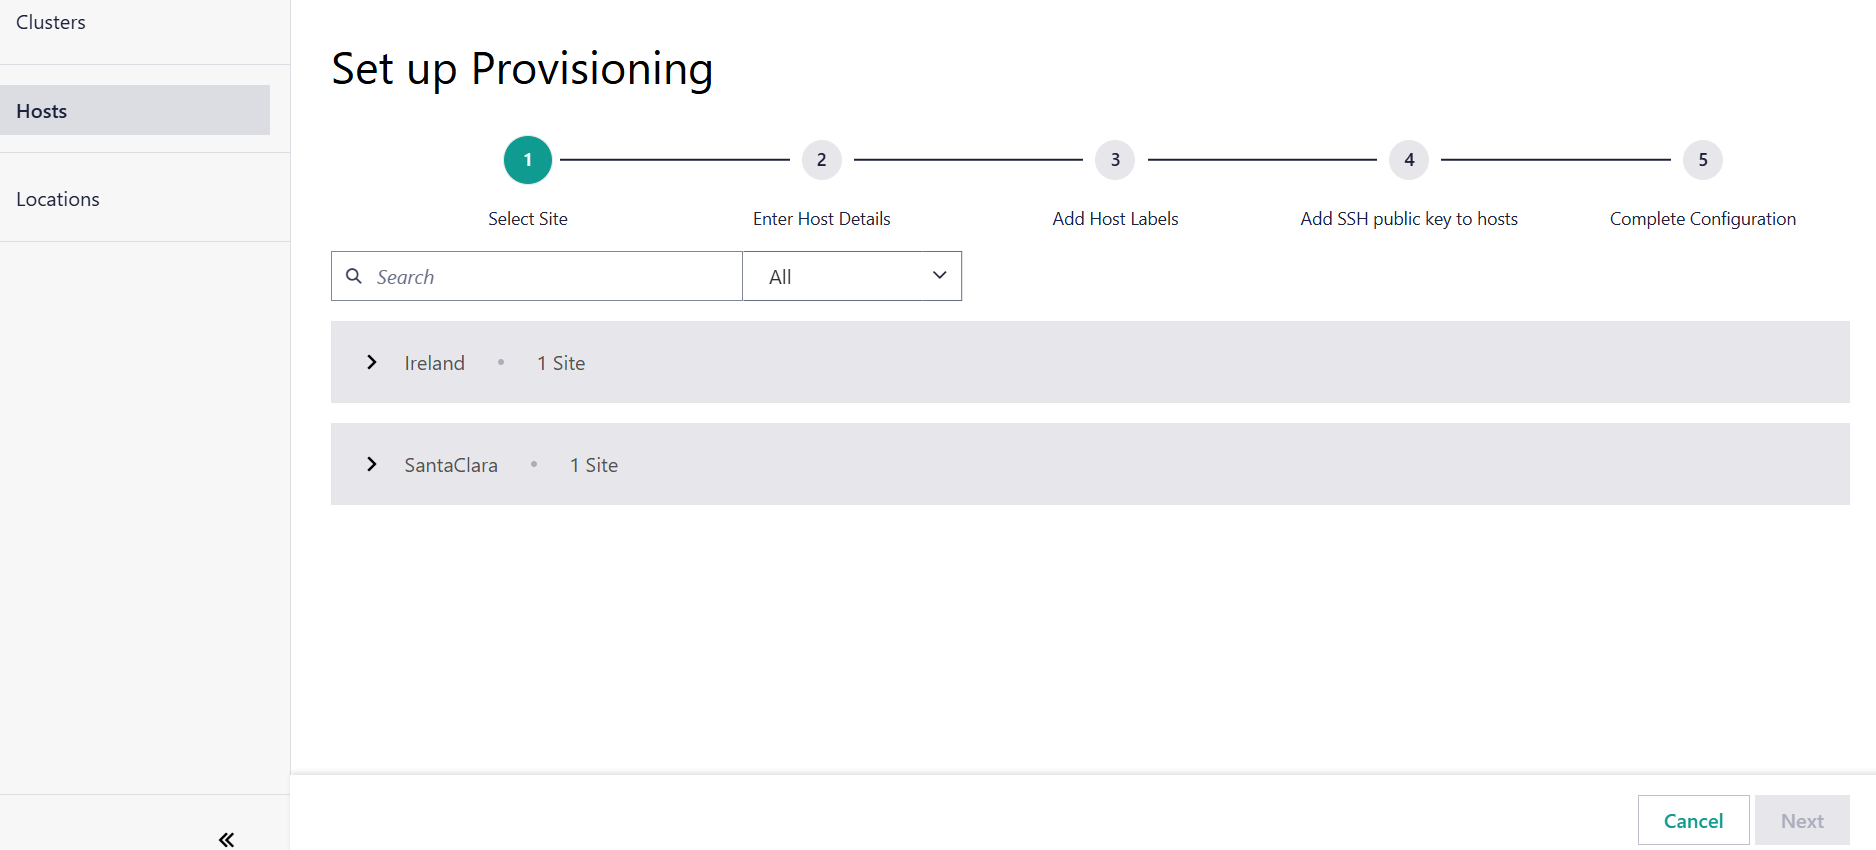 Clusters
Hosts
Locations
Set up Provisioning
1
2
3
4
5
Select Site
Enter Host Details
Add Host Labels
Add SSH public key to hosts
Complete Configuration
Search
All
Ireland • 1 Site
SantaClara • 1 Site
Cancel
Next